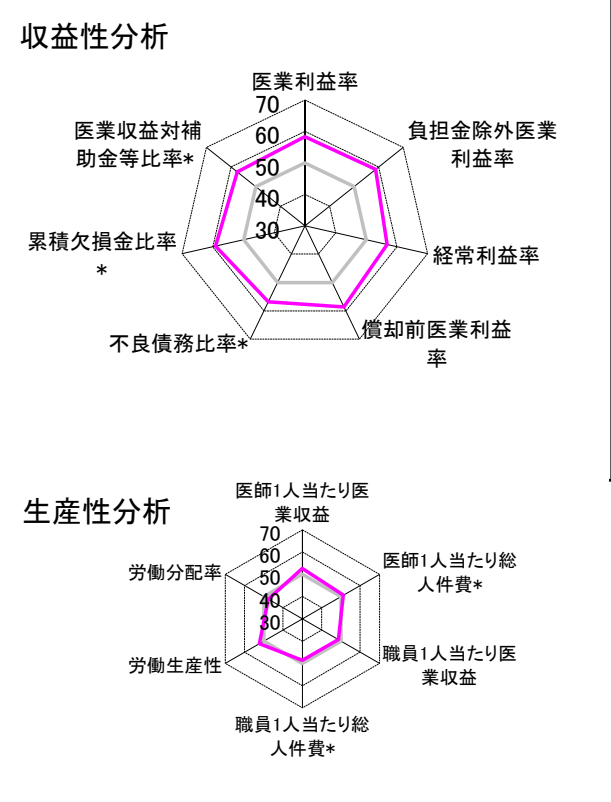 収益性分析
医業利益率
70
60
50
40
30
負担金除外医業
利益率
経常利益率
償却前医業利益
率
不良債務比率*
累積欠損金比率
*
医業収益対補
助金等比率*
生産性分析
医師1人当たり医
業収益
70
60
50
40
30
医師1人当たり総
人件費*
職員1人当たり医
業収益
職員1人当たり総
人件費*
労働生産性
労働分配率